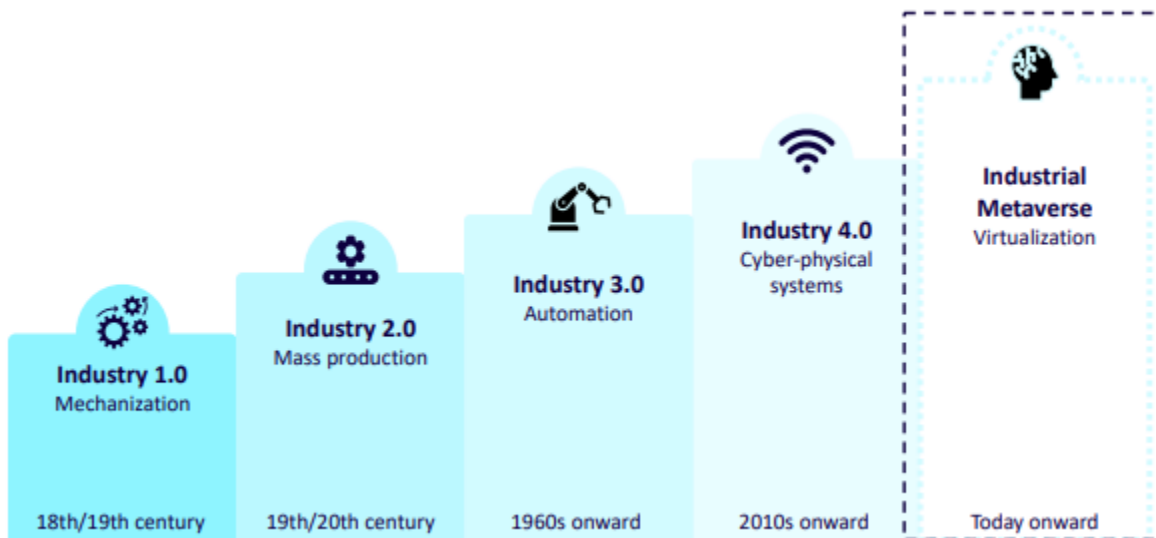 Industry 1.0
Mechanization
18th/19th century
Industry 2.0
Mass production
19th/20th century
Industry 3.0
Automation
1960s onward
Industry 4.0
Cyber-physical
systems
2010s onward
Industrial
Metaverse
Virtualization
Today onward